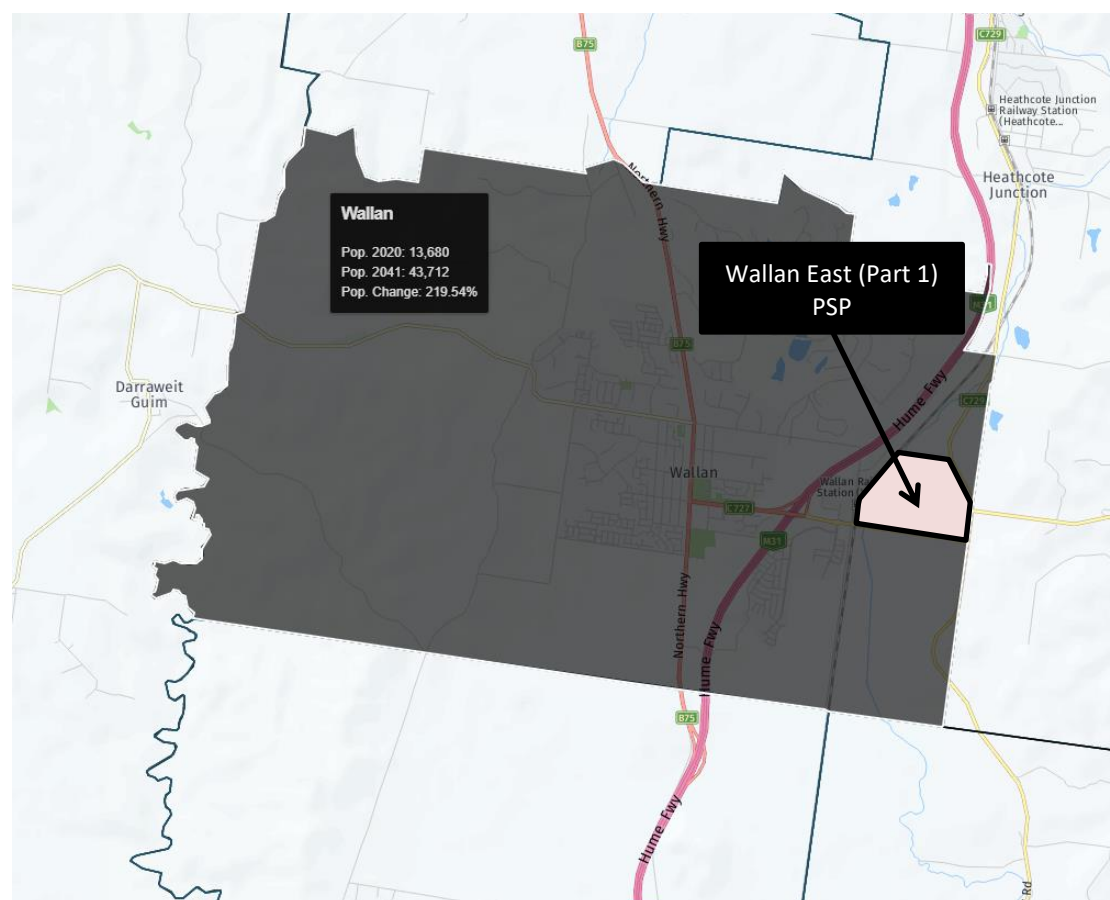 C729
B75
Heathcote Junction
Railway Station
(Heathcote...
Heathcote
Junction
Northern Hwy
Wallan
Pop. 2020: 13,680
Pop. 2041: 43,712
Pop. Change: 219.54%
Wallan East (Part 1)
PSP
M31
B75
Darraweit
Guim
Hume Fwy
C729
Wallan
Wallan
Station
C727
M31
Northern Hwy
Hume Fwy
B75
Hume Fwy
Rd